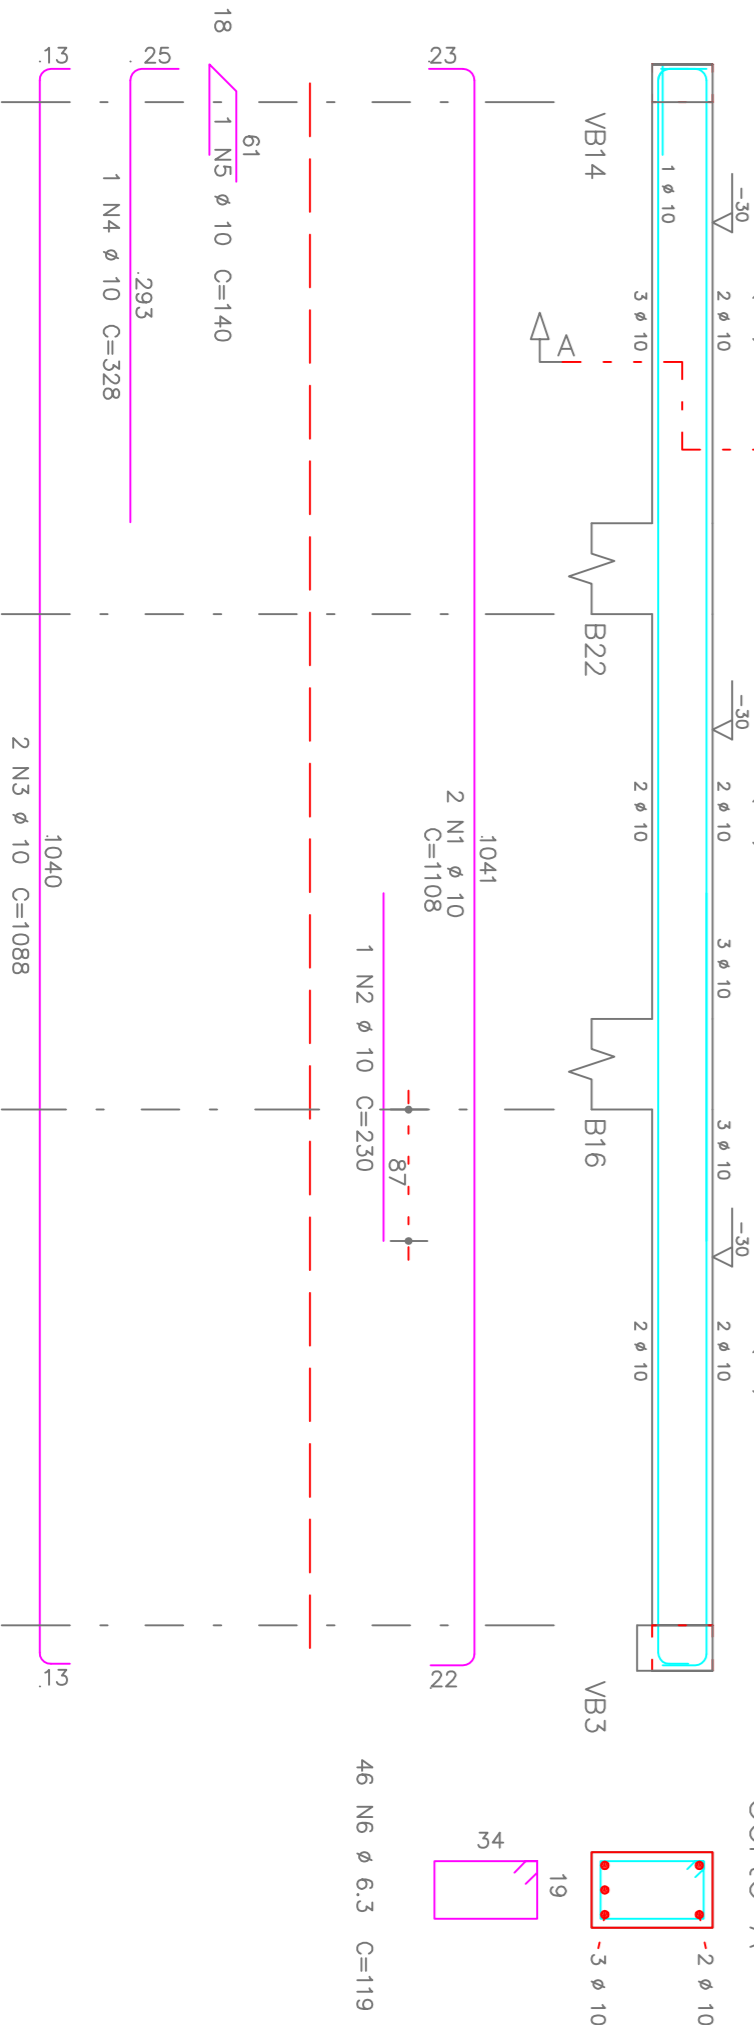 -30
-30
-30
2 ø 10
2 ø 10
3 ø 10
3 ø 10
2 ø 10
2 ø 10
1 ø 10
3 ø 10
2 ø 10
2 ø 10
3 ø 10
VB14
B22
B16
VB3
A
19
34
46 N6 ø 6.3 C=119
.1041
23
2 N1 ø 10
C=1108
22
87
1 N2 ø 10 C=230
61
18
1 N5 ø 10 C=140
.25
.293
1 N4 ø 10 C=328
.13
.1040
.13
2 N3 ø 10 C=1088